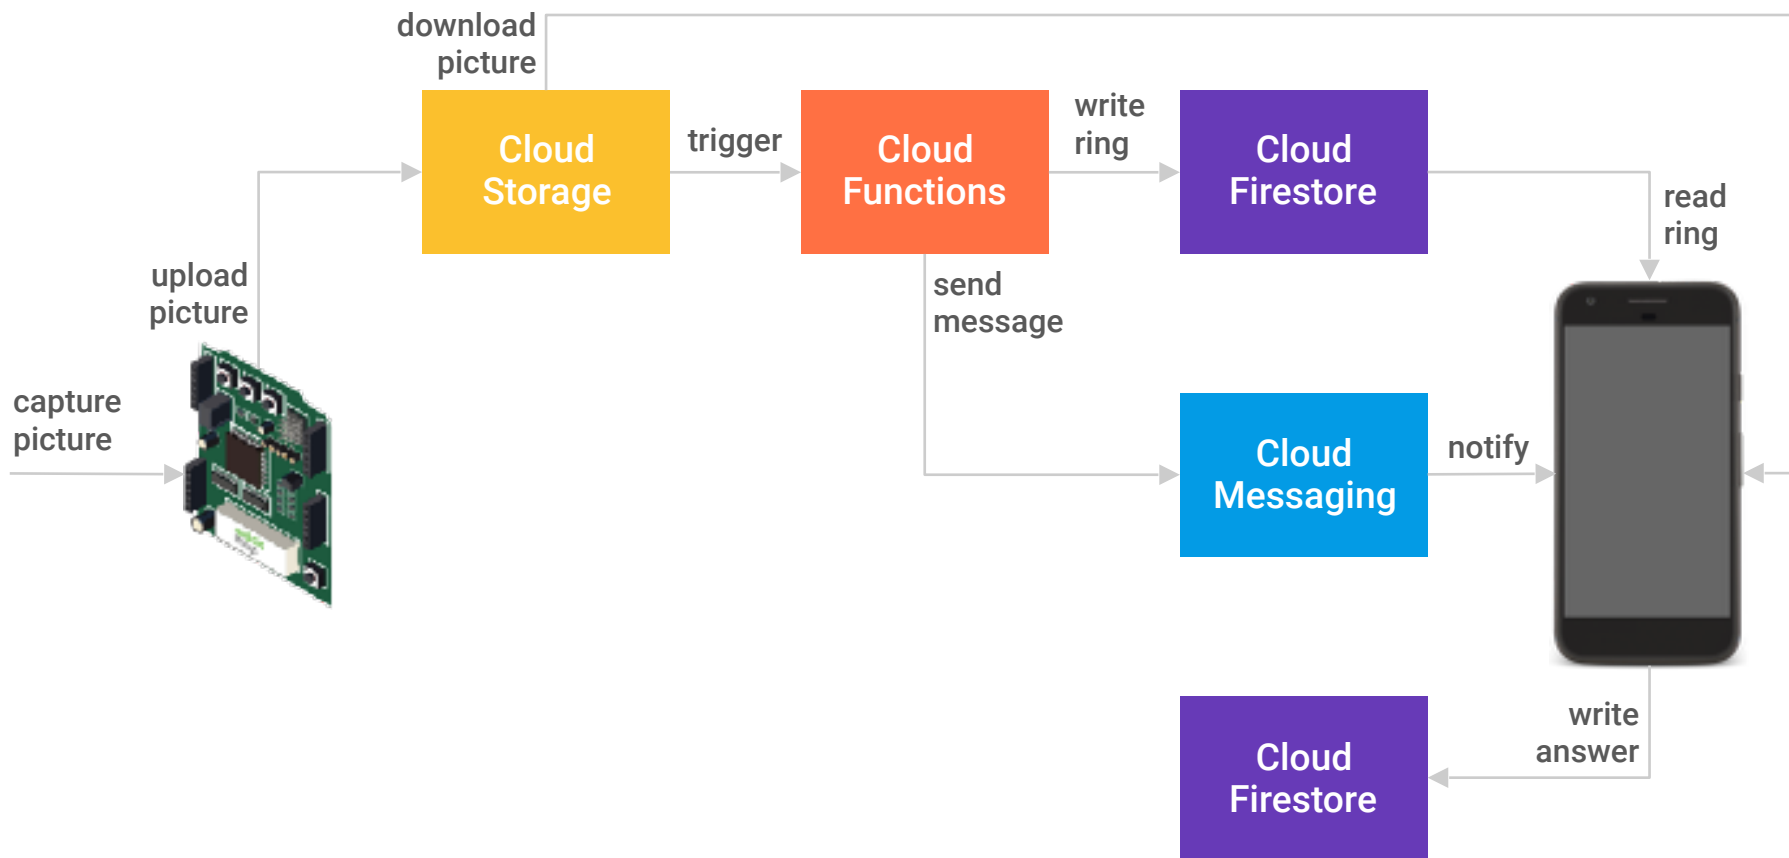 download
picture
Cloud
Storage
trigger
Cloud
Functions
write
ring
Cloud
Firestore
read
ring
upload
picture
send
message
capture
picture
Cloud
Messaging
notify
write
answer
Cloud
Firestore